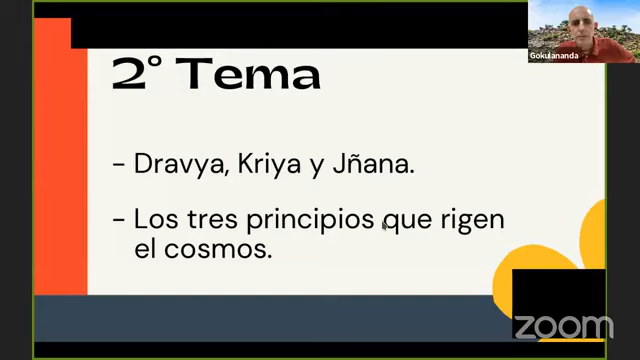 Gokulananda
2° Tema
- Dravya, Kriya y Jñana.
- Los tres principios que rigen
el cosmos.
zoom